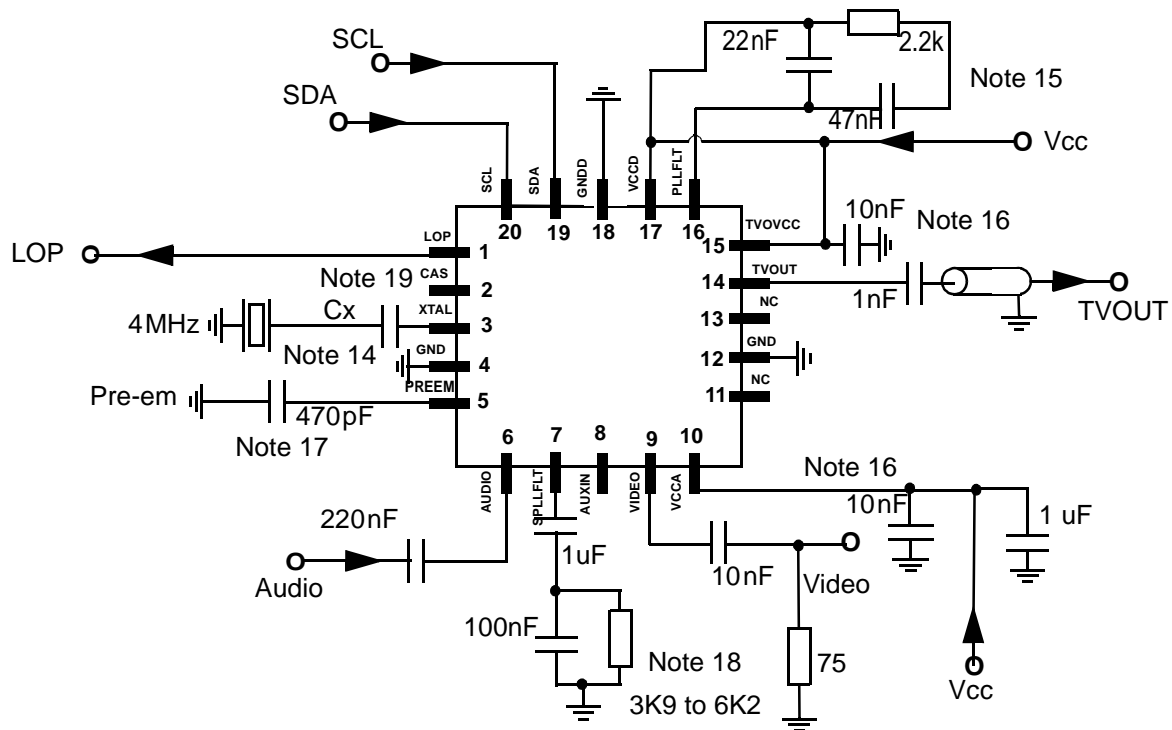 SCL
22nF
2.2k
SDA
Note 15
47nF
Vcc
SCL
SDA
GNDD
VCCD
PLLFLT
20
19
18
17
16
10nF
Note 16
TVOVCC
15
LOP
LOP
1
Note 19
CAS
2
TVOUT
14
1nF
TVOUT
NC
13
4MHz
Cx
XTAL
3
Note 14
GND
4
GND
12
Pre-em
470pF
PREEM
5
NC
11
Note 17
6
7
8
9
10
AUDIO
SPLLFLT
AUXIN
VIDEO
VCCA
Note 16
10nF
1 uF
220nF
Audio
1uF
10nF
Video
100nF
Note 18
75
3K9 to 6K2
Vcc